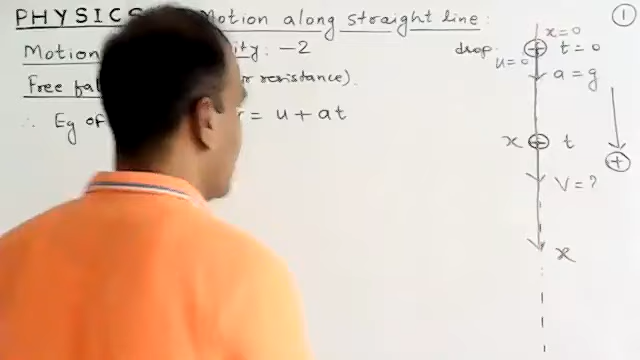 PHYSICS Motion along straight line:
Motion ity: -2
Free fal r resistance).
∴ Eq of = u + at
①
x=0
drop. t=0
u=0
a=g
x t
+
V=?
x